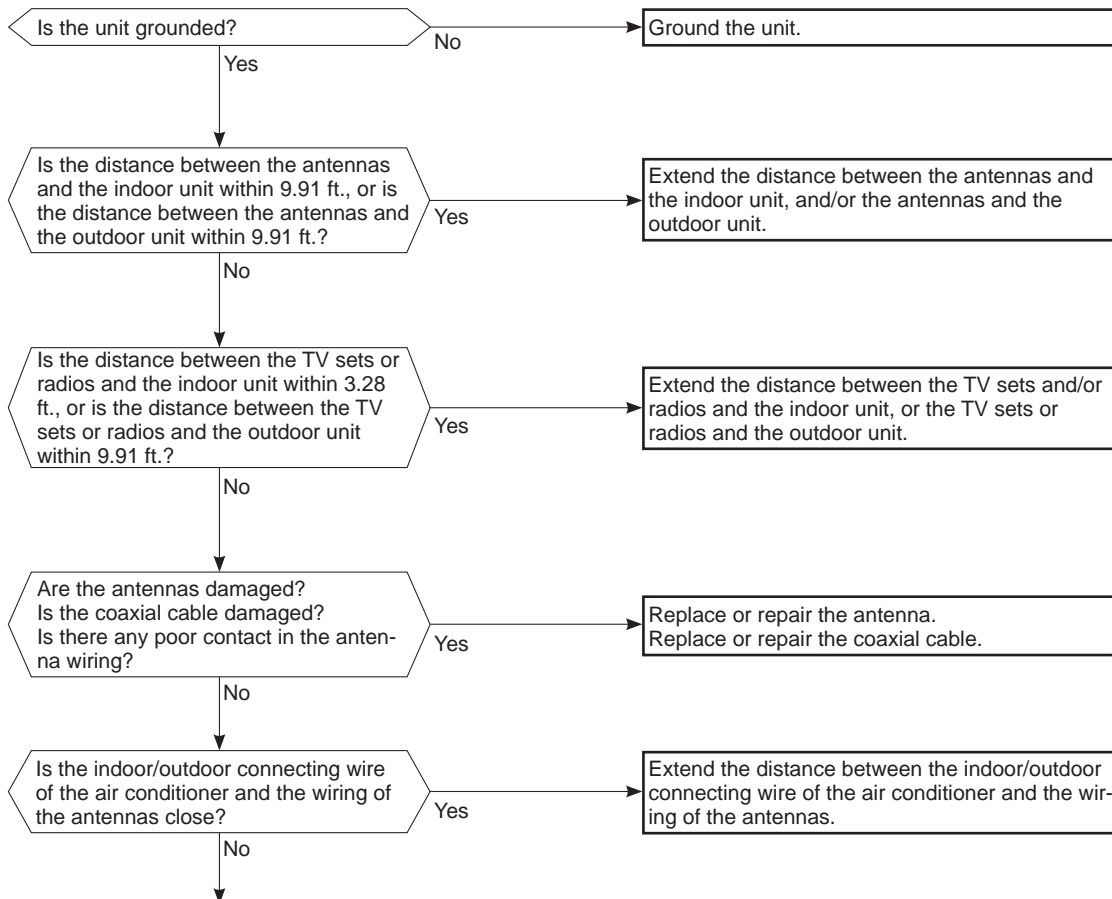 Is the unit grounded?
No
Ground the unit.
Yes
Is the distance between the antennas
and the indoor unit within 9.91 ft., or is
the distance between the antennas and
the outdoor unit within 9.91 ft.?
Yes
Extend the distance between the antennas and
the indoor unit, and/or the antennas and the
outdoor unit.
No
Is the distance between the TV sets or
radios and the indoor unit within 3.28
ft., or is the distance between the TV
sets or radios and the outdoor unit
within 9.91 ft.?
Yes
Extend the distance between the TV sets and/or
radios and the indoor unit, or the TV sets or
radios and the outdoor unit.
No
Are the antennas damaged?
Is the coaxial cable damaged?
Is there any poor contact in the anten-
na wiring?
Yes
Replace or repair the antenna.
Replace or repair the coaxial cable.
No
Is the indoor/outdoor connecting wire
of the air conditioner and the wiring of
the antennas close?
Yes
Extend the distance between the indoor/outdoor
connecting wire of the air conditioner and the wir-
ing of the antennas.
No